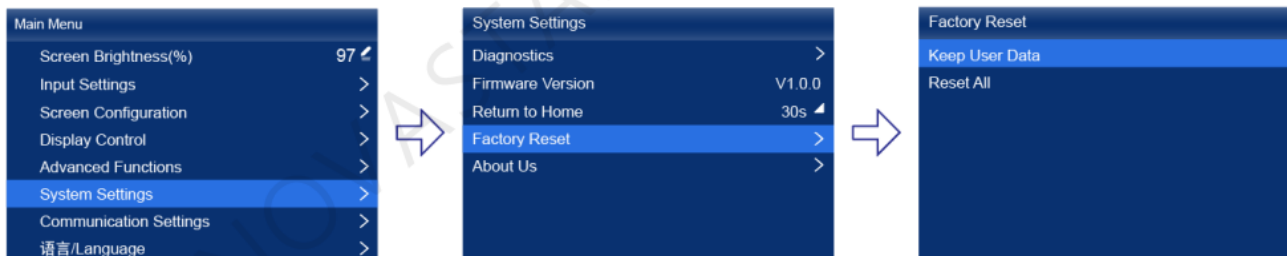 Main Menu
Screen Brightness(%) 97
Input Settings >
Screen Configuration >
Display Control >
Advanced Functions >
System Settings >
Communication Settings >
语言/Language >
System Settings
Diagnostics >
Firmware Version V1.0.0
Return to Home 30s
Factory Reset >
About Us >
Factory Reset
Keep User Data
Reset All